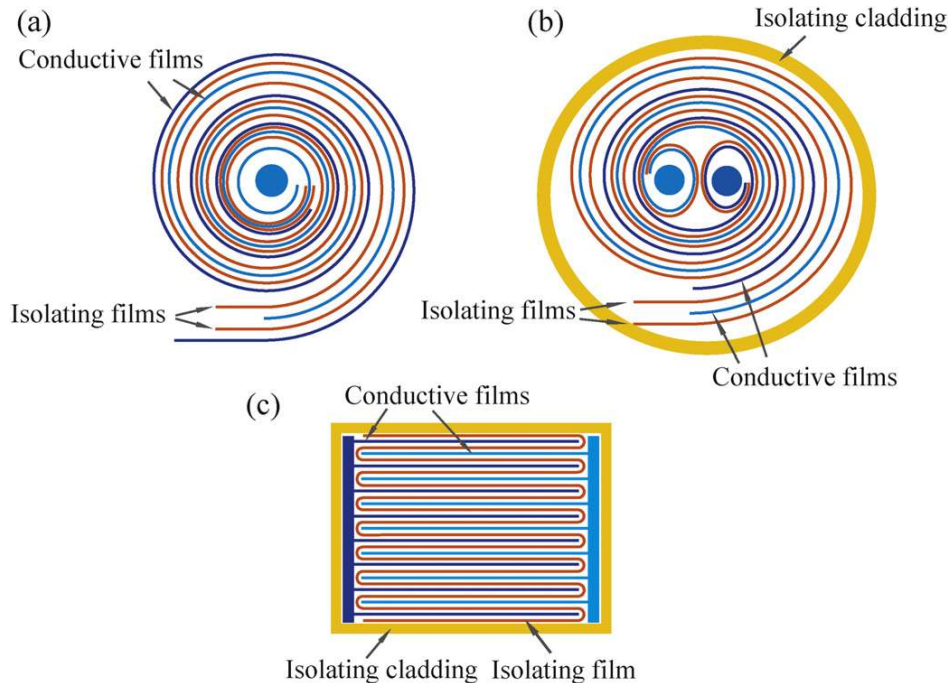 (a)
Conductive films
Isolating films
(b)
Isolating cladding
Isolating films
Conductive films
(c)
Conductive films
Isolating cladding
Isolating film